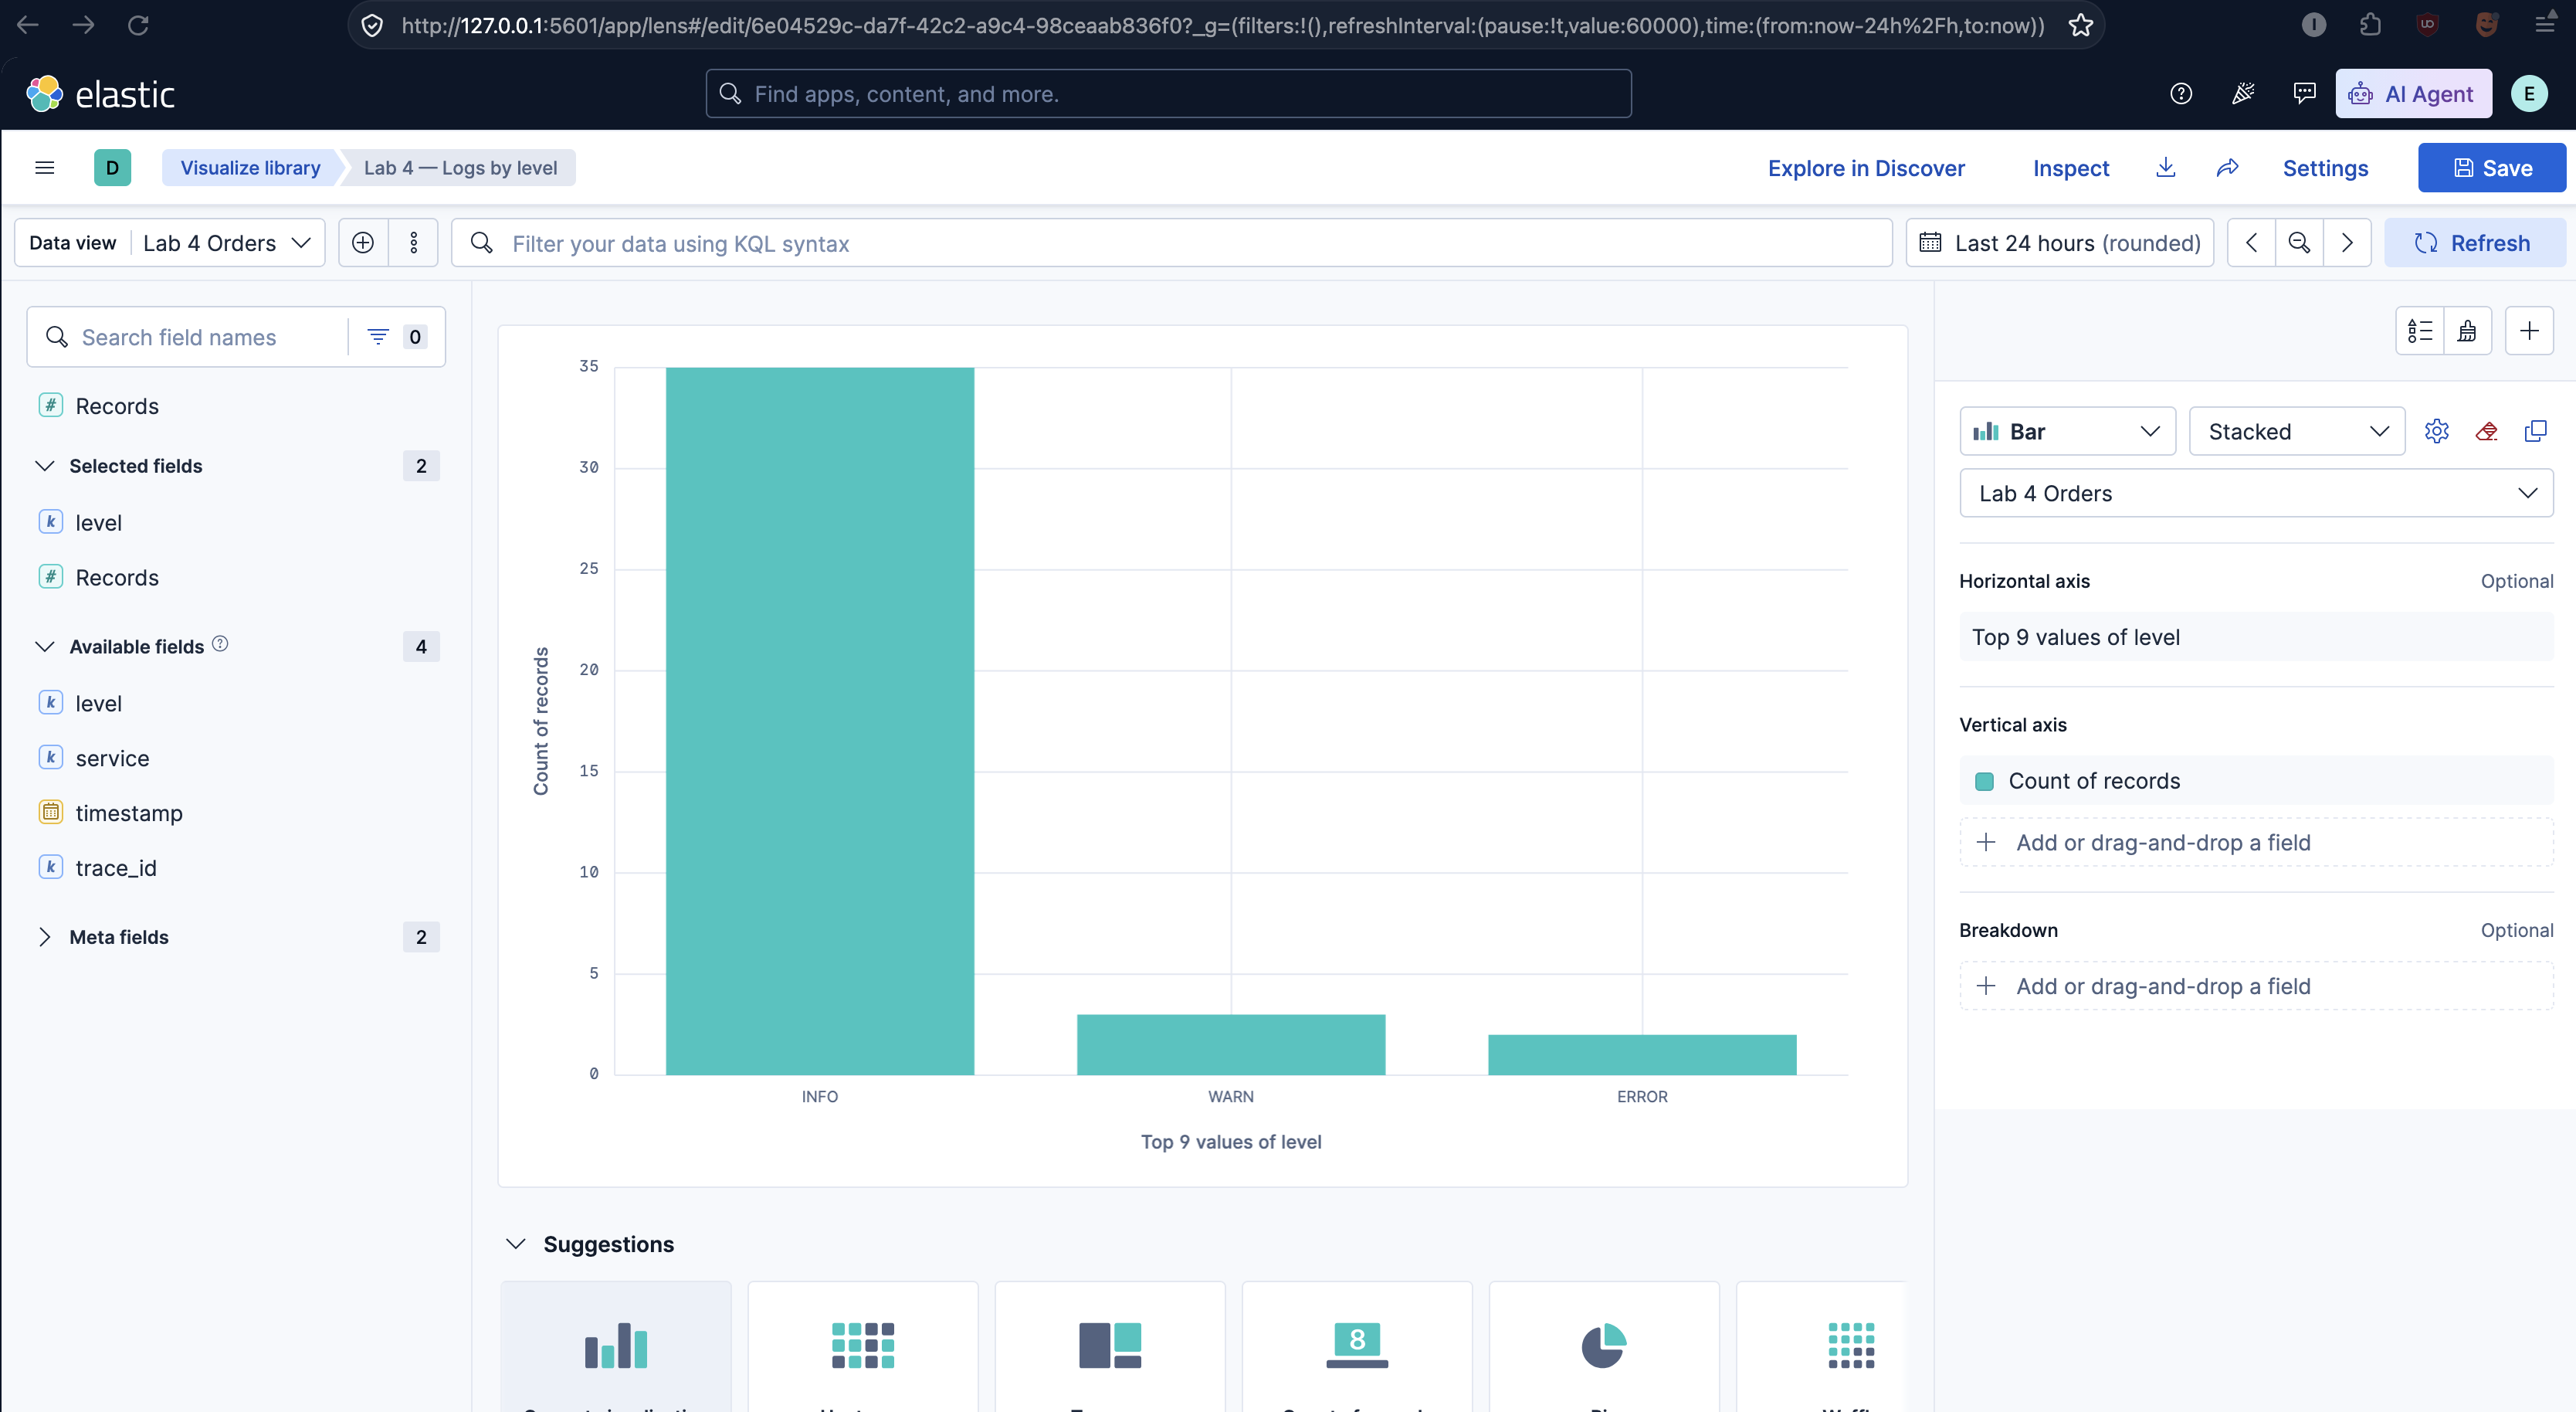 http://127.0.0.1:5601/app/lens#/edit/6e04529c-da7f-42c2-a9c4-98ceaab836f0?_g=(filters:!(),refreshInterval:(pause:!t,value:60000),time:(from:now-24h%2Fh,to:now))
elastic
Find apps, content, and more.
AI Agent
E
D
Visualize library
Lab 4 — Logs by level
Explore in Discover
Inspect
Settings
Save
Data view
Lab 4 Orders
Filter your data using KQL syntax
Last 24 hours (rounded)
Refresh
Search field names
0
# Records
Selected fields
2
k level
# Records
Available fields
4
k level
k service
timestamp
k trace_id
Meta fields
2
Count of records
35
30
25
20
15
10
5
0
INFO
WARN
ERROR
Top 9 values of level
Suggestions
8
Bar
Stacked
Lab 4 Orders
Horizontal axis
Optional
Top 9 values of level
Vertical axis
Count of records
Add or drag-and-drop a field
Breakdown
Optional
Add or drag-and-drop a field